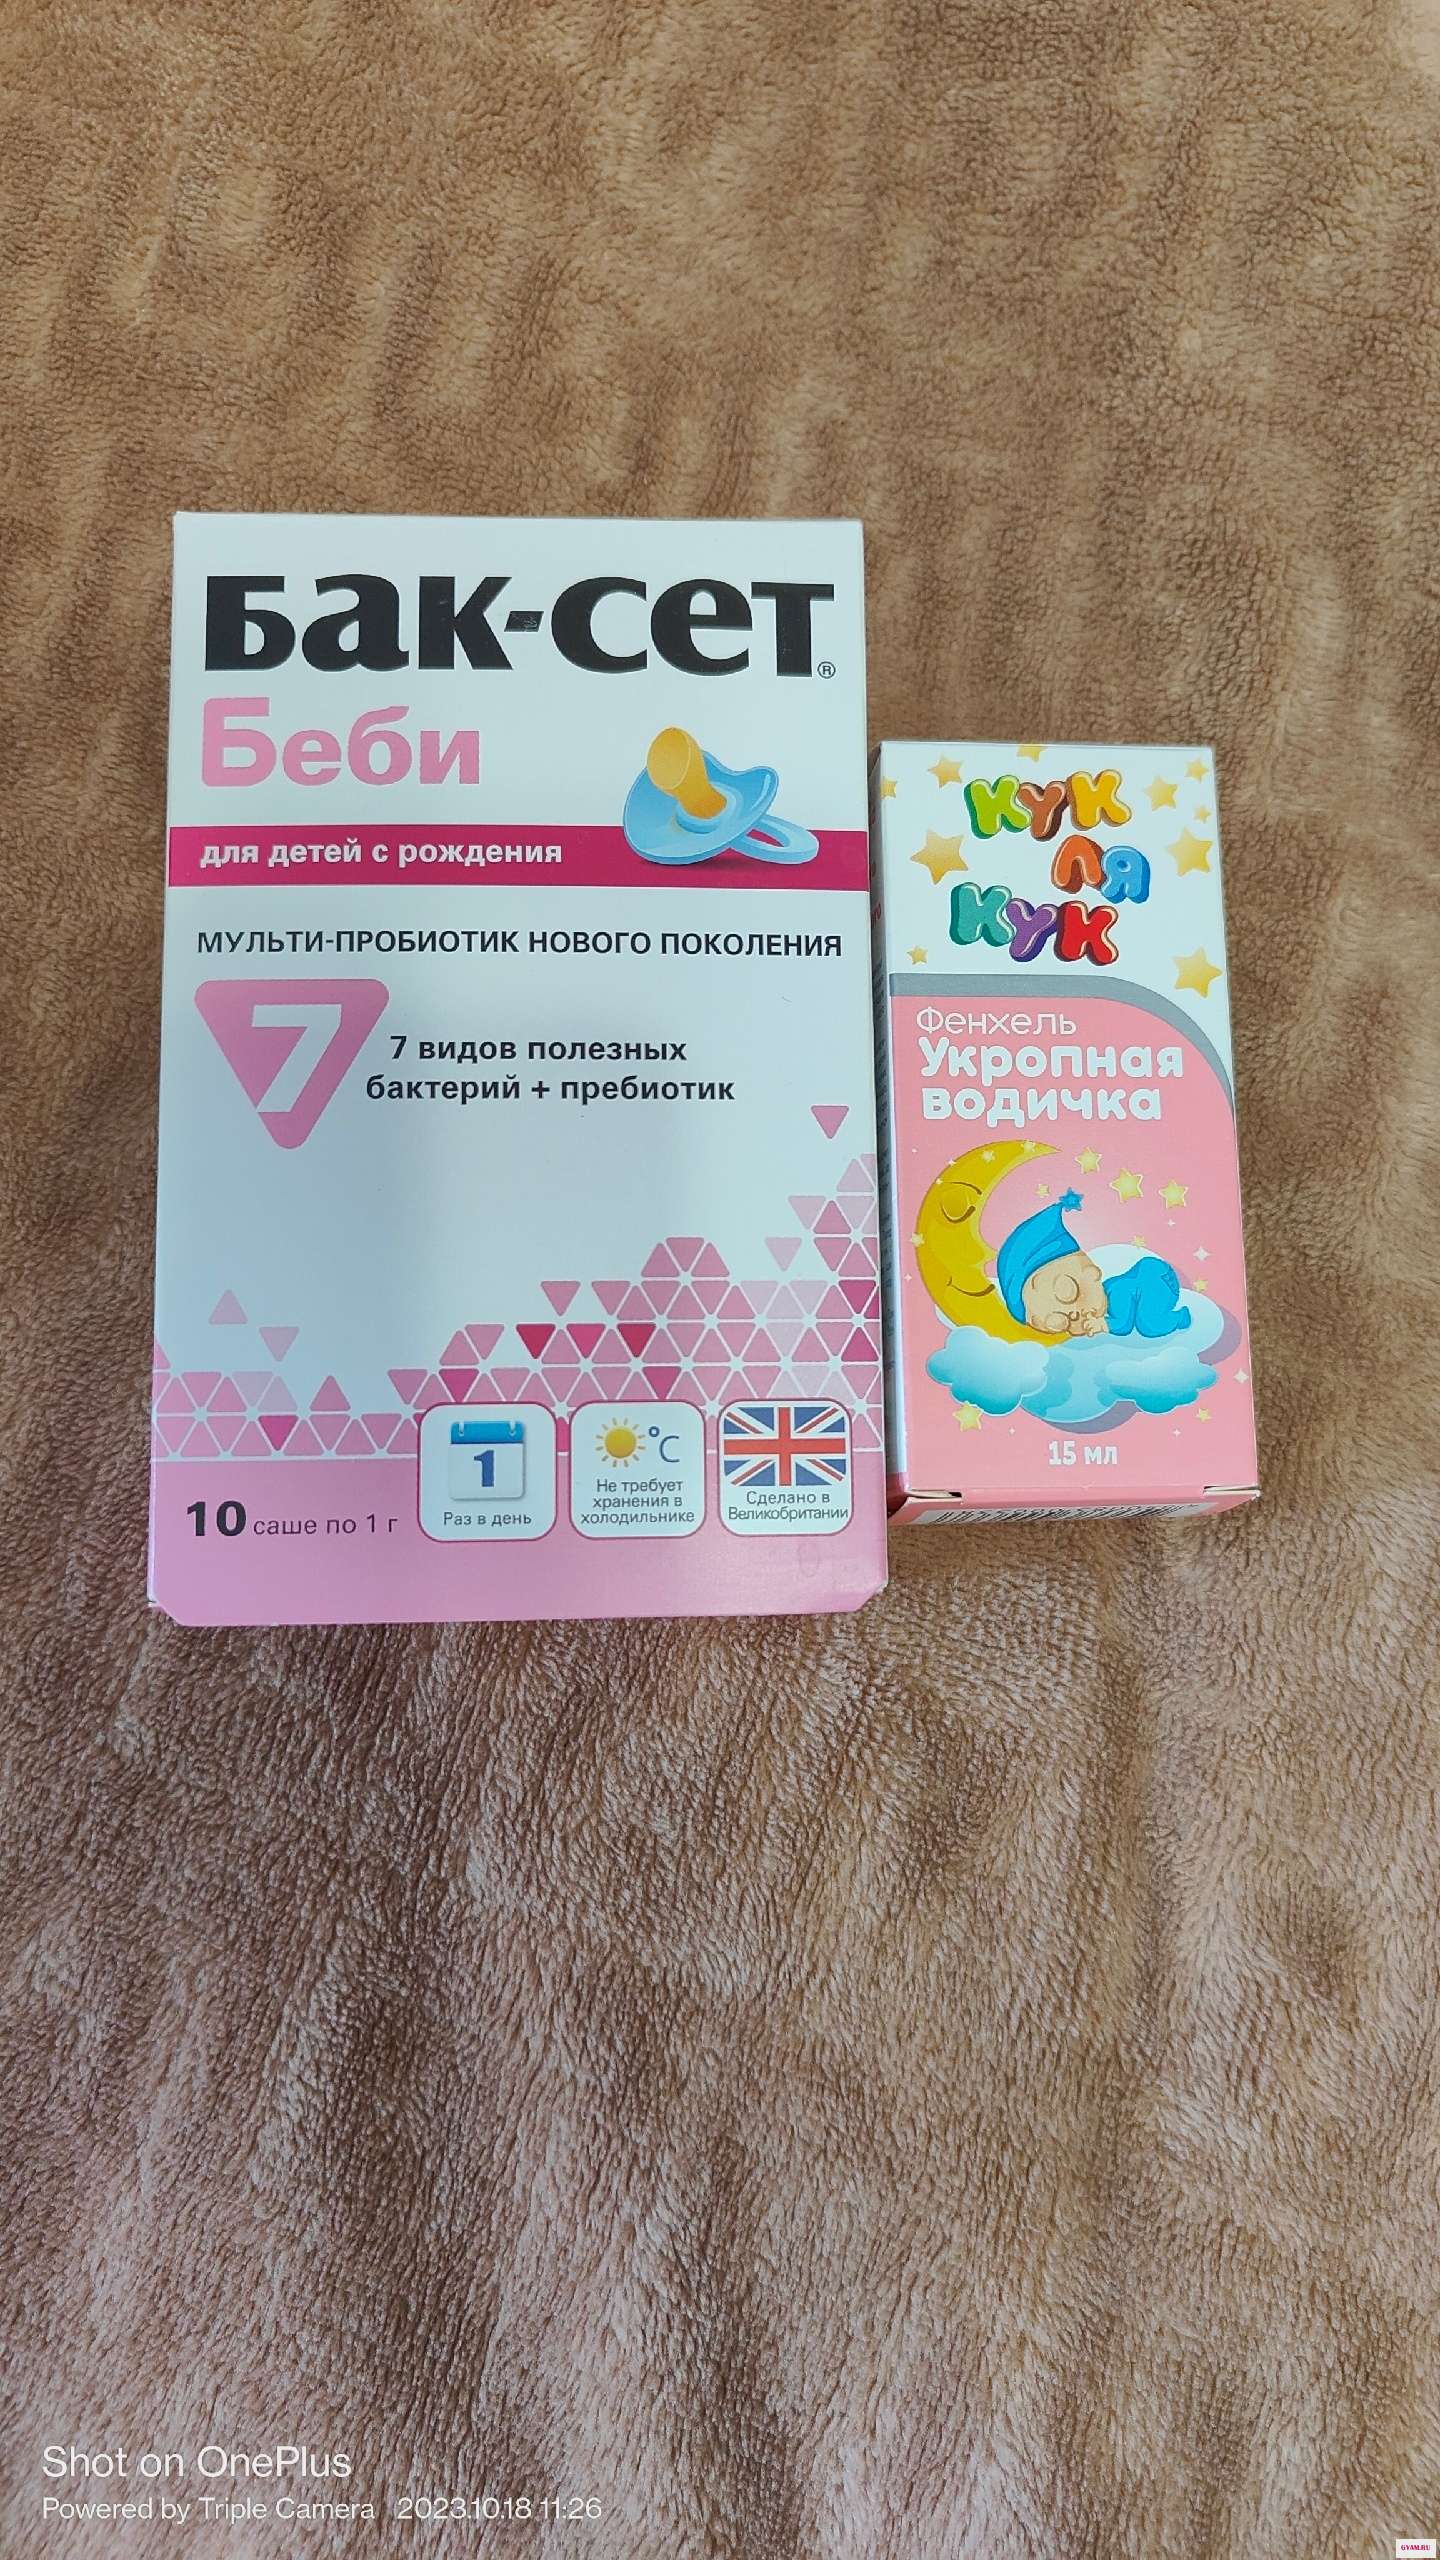 Бак-сет®
Беби
для детей с рождения
МУЛЬТИ-ПРОБИОТИК НОВОГО ПОКОЛЕНИЯ
7
7 видов полезных
бактерий + пребиотик
10 саше по 1 г
1
Раз в день
°C
Не требует
хранения в
холодильнике
Сделано в
Великобритании
КУК
ЛЯ
КУК
Фенхель
Укропная
водичка
15 мл
Shot on OnePlus
Powered by Triple Camera 2023.10.18 11:26
GYAM.RU